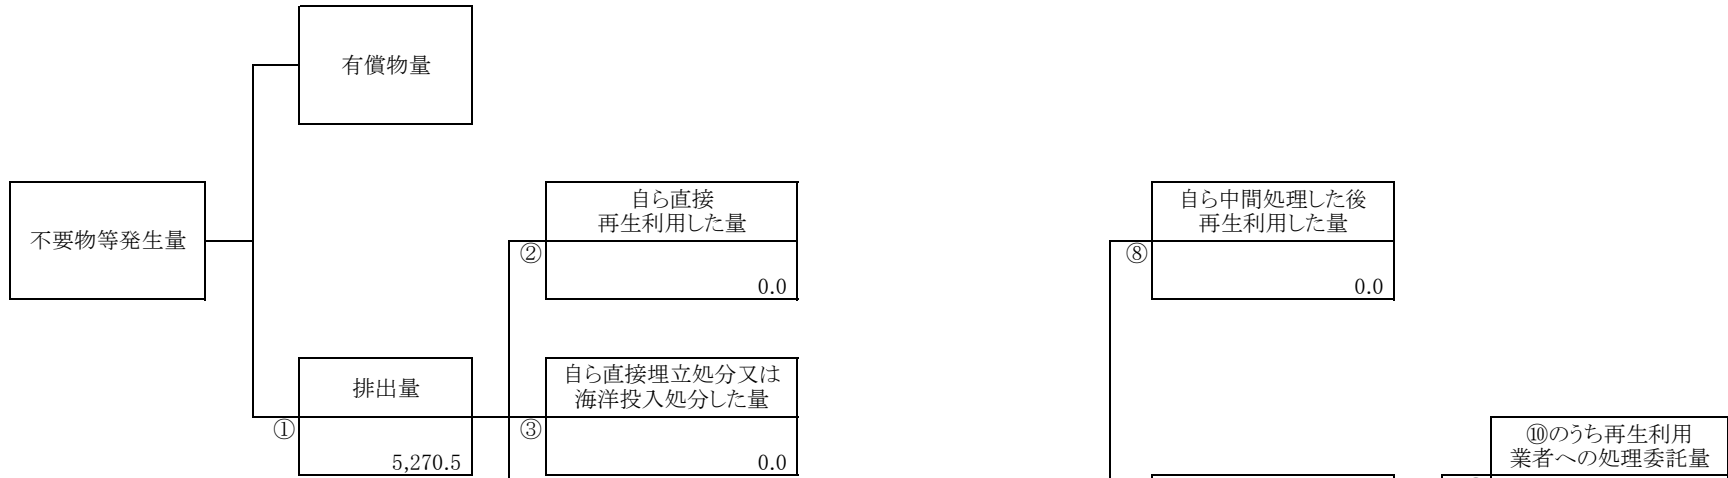 有償物量
不要物等発生量
自ら直接
再生利用した量
②
0.0
自ら中間処理した後
再生利用した量
⑧
0.0
排出量
①
5,270.5
自ら直接埋立処分又は
海洋投入処分した量
③
0.0
⑩のうち再生利用
業者への処理委託量